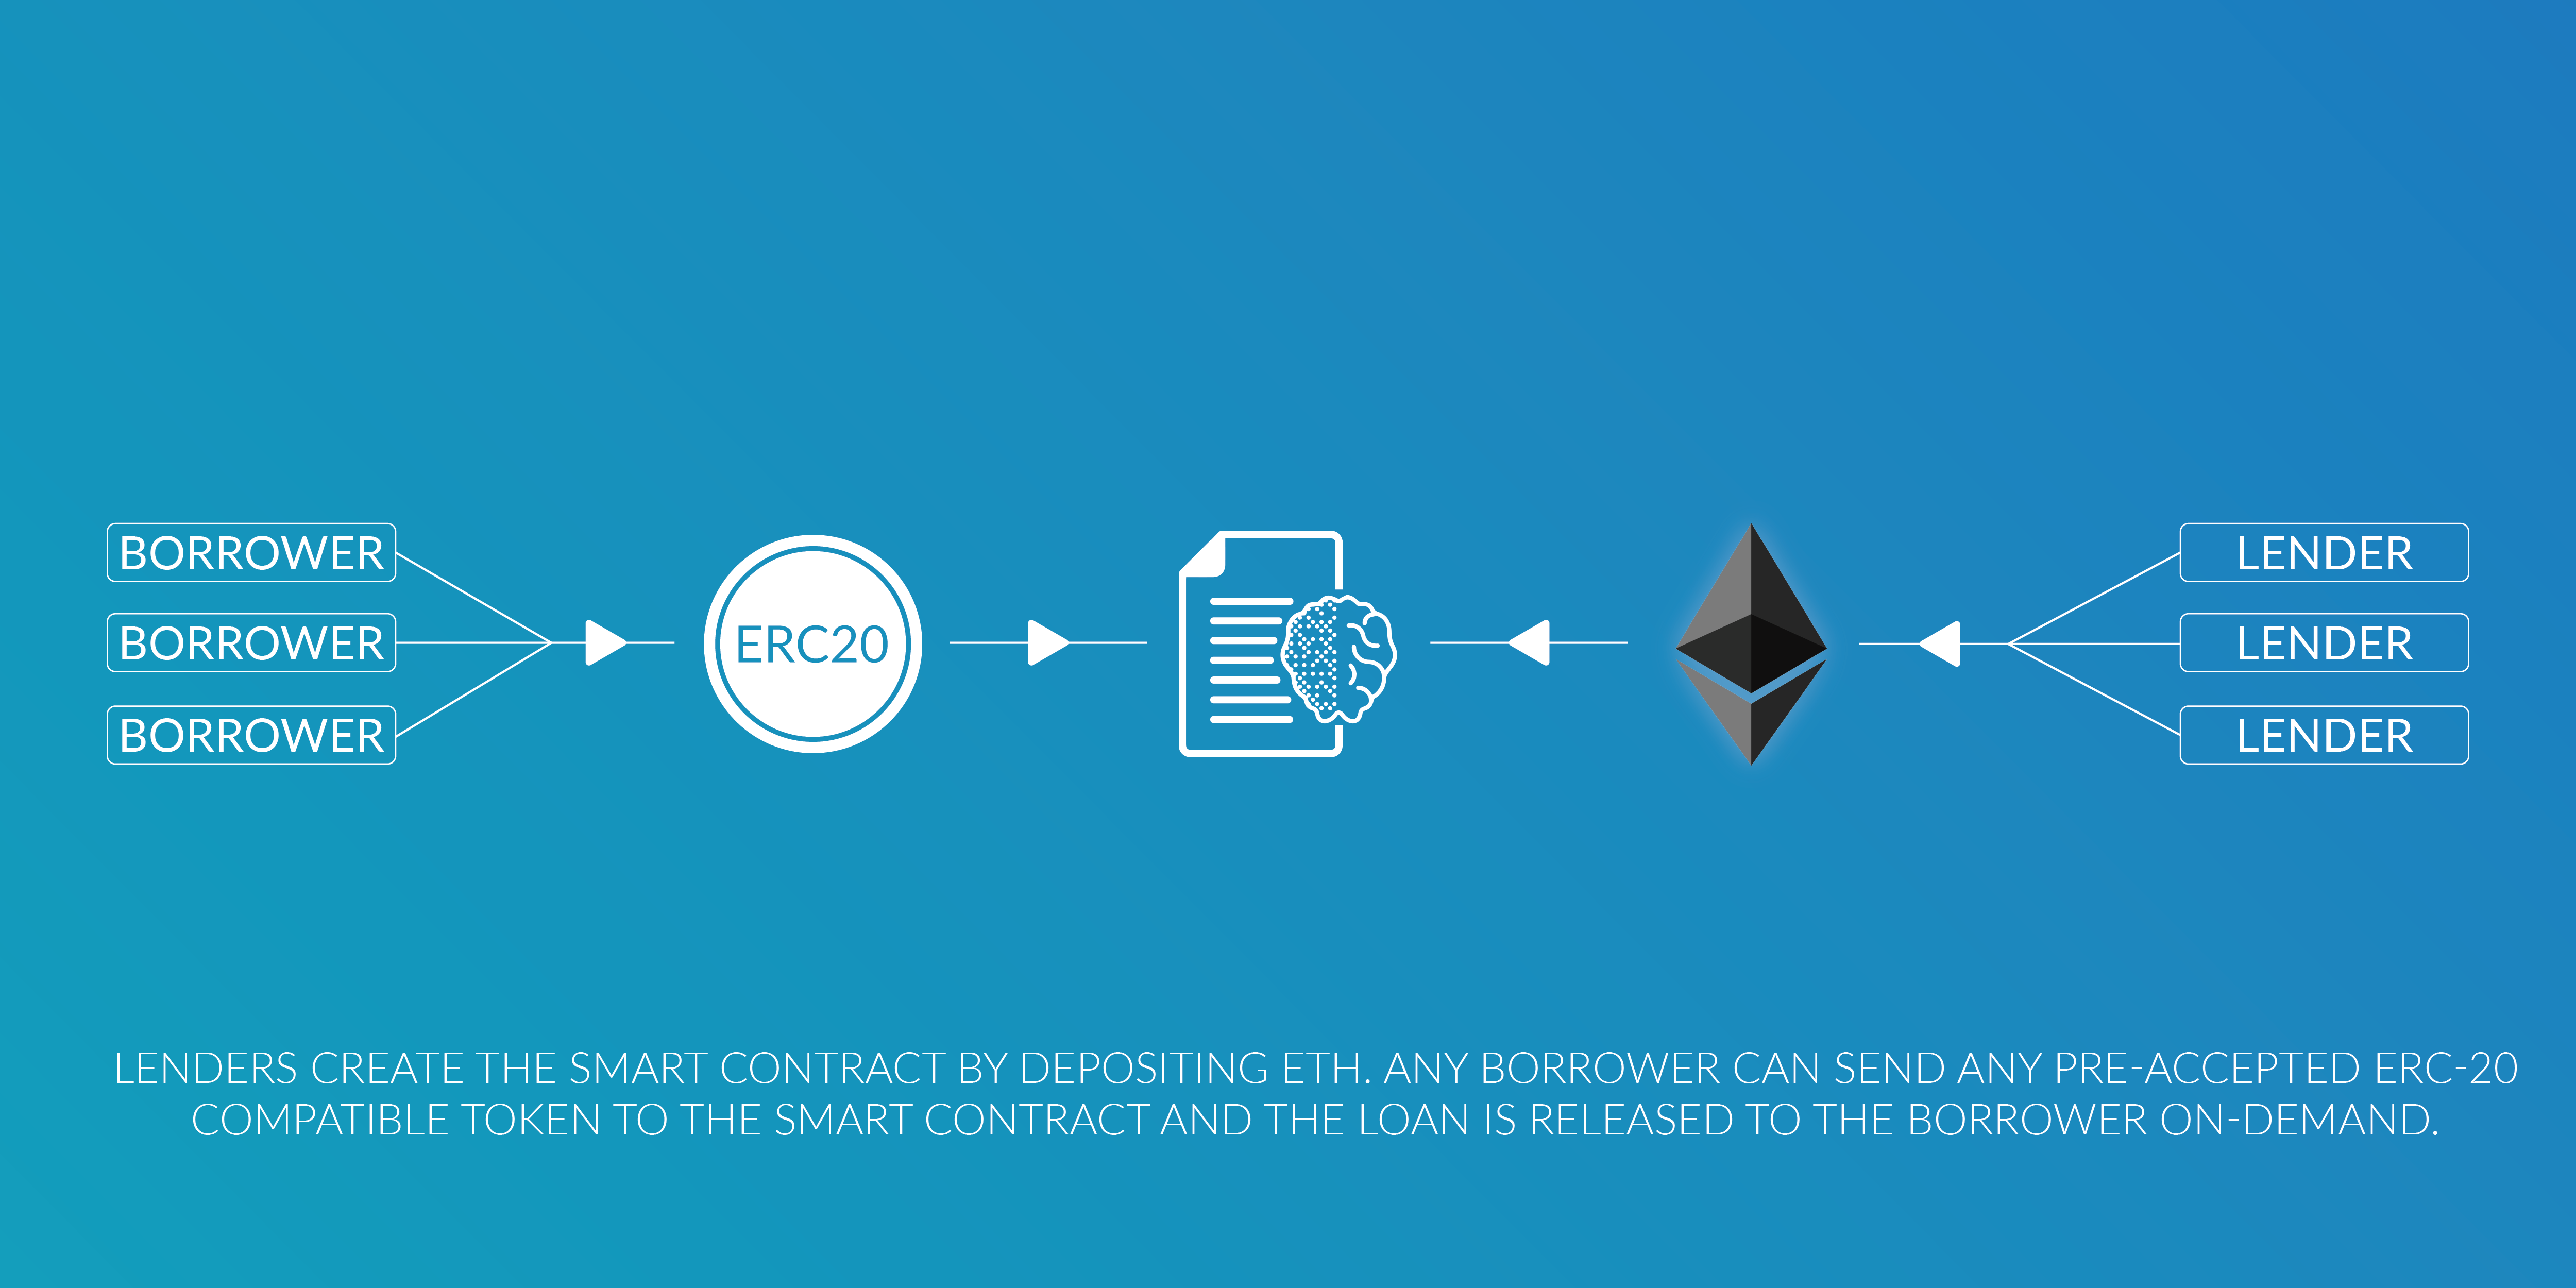 BORROWER
BORROWER
BORROWER
ERC20
LENDER
LENDER
LENDER
LENDERS CREATE THE SMART CONTRACT BY DEPOSITING ETH. ANY BORROWER CAN SEND ANY PRE-ACCEPTED ERC-20
COMPATIBLE TOKEN TO THE SMART CONTRACT AND THE LOAN IS RELEASED TO THE BORROWER ON-DEMAND.